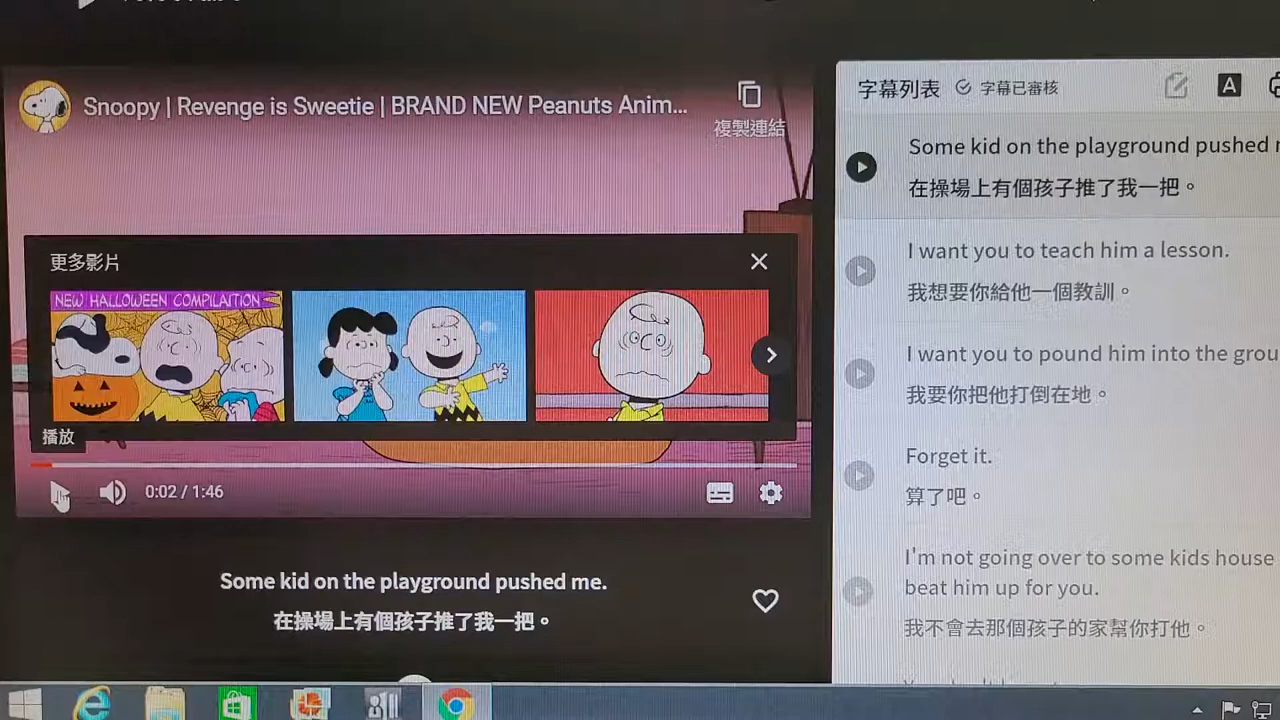 Snoopy | Revenge is Sweetie | BRAND NEW Peanuts Anim...
複製連結
更多影片
NEW HALLOWEEN COMPILAITION
播放
0:02 / 1:46
Some kid on the playground pushed me.
在操場上有個孩子推了我一把。
字幕列表
字幕已審核
A
Some kid on the playground pushed
在操場上有個孩子推了我一把。
I want you to teach him a lesson.
我想要你給他一個教訓。
I want you to pound him into the grou
我要你把他打倒在地。
Forget it.
算了吧。
I'm not going over to some kids house
beat him up for you.
我不會去那個孩子的家幫你打他。